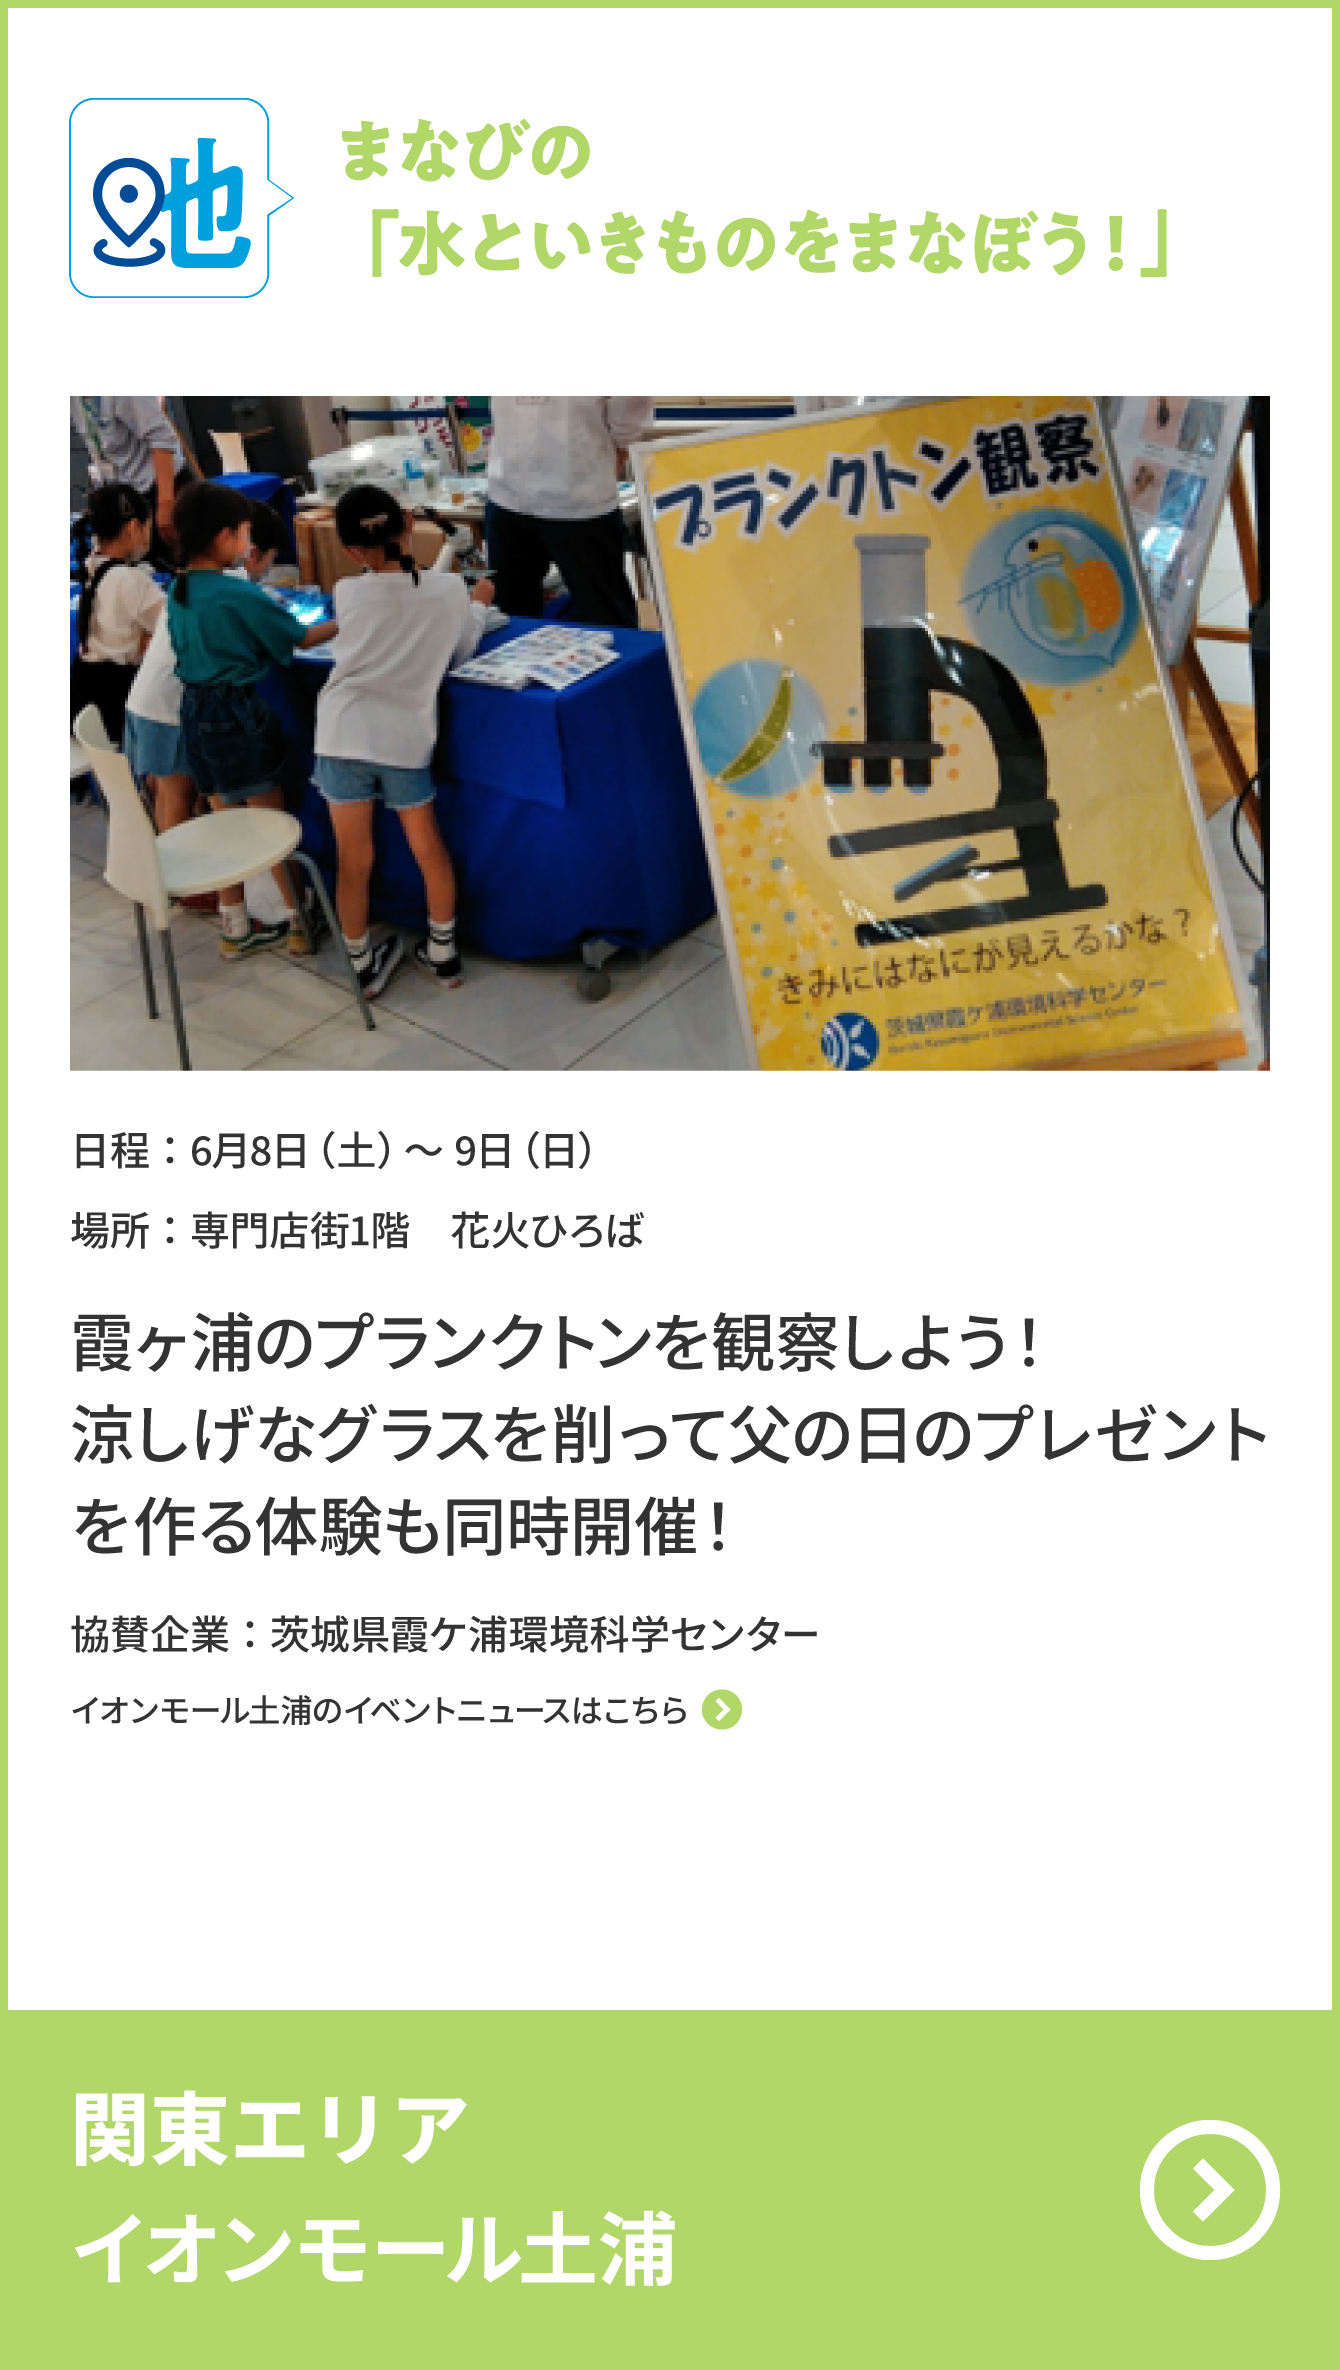 地
まなびの
「水といきものをまなぼう！」
プランクトン観察
きみにはなにが見えるかな？
茨城県霞ケ浦環境科学センター
日程：6月8日（土）～ 9日（日）
場所：専門店街1階　花火ひろば
霞ヶ浦のプランクトンを観察しよう！
涼しげなグラスを削って父の日のプレゼント
を作る体験も同時開催！
協賛企業：茨城県霞ケ浦環境科学センター
イオンモール土浦のイベントニュースはこちら
関東エリア
イオンモール土浦